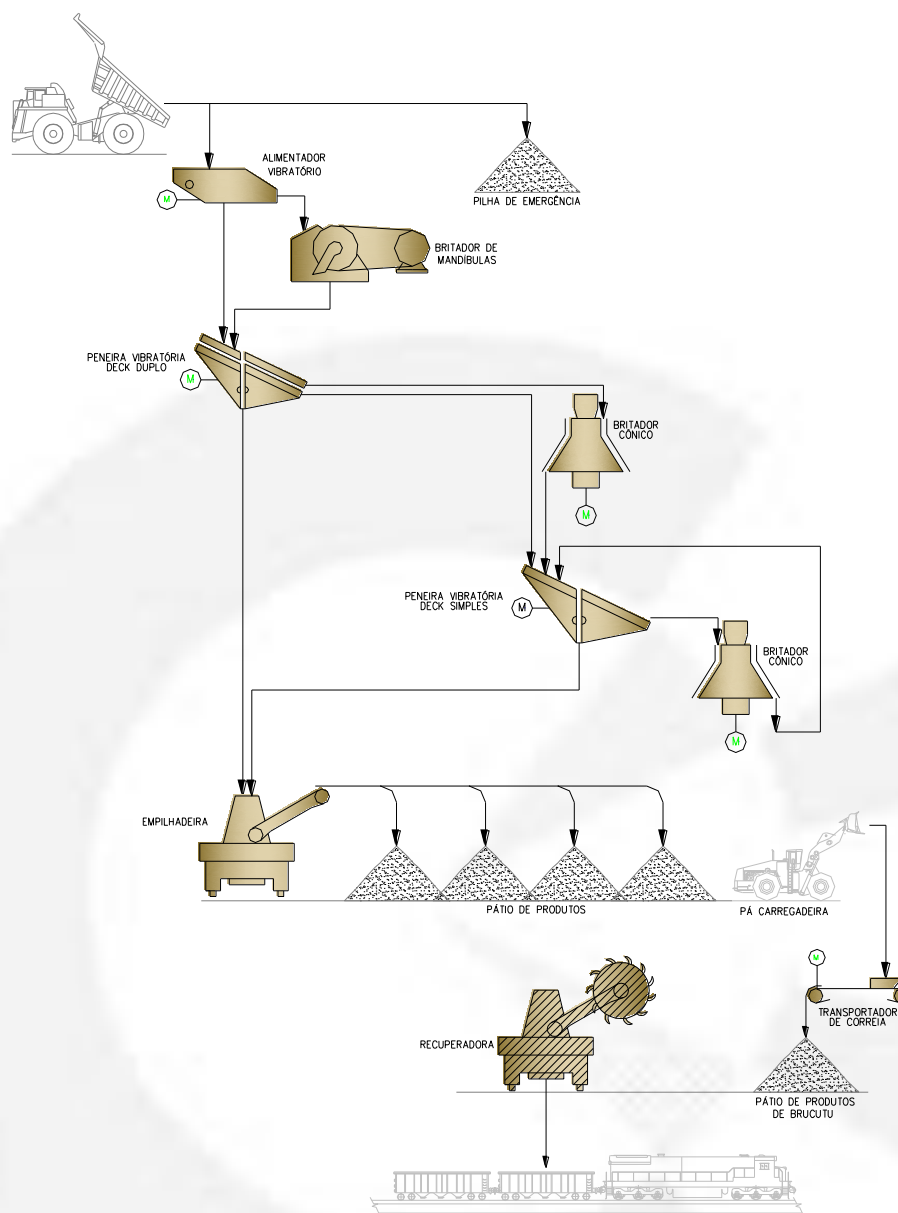 ALIMENTADOR
VIBRATÓRIO
M
PILHA DE EMERGÊNCIA
BRITADOR DE
MANDÍBULAS
PENEIRA VIBRATÓRIA
DECK DUPLO
M
BRITADOR
CÔNICO
M
PENEIRA VIBRATÓRIA
DECK SIMPLES
M
BRITADOR
CÔNICO
M
EMPILHADEIRA
PÁTIO DE PRODUTOS
PÁ CARREGADEIRA
M
TRANSPORTADOR
DE CORREIA
RECUPERADORA
PÁTIO DE PRODUTOS
DE BRUCUTU